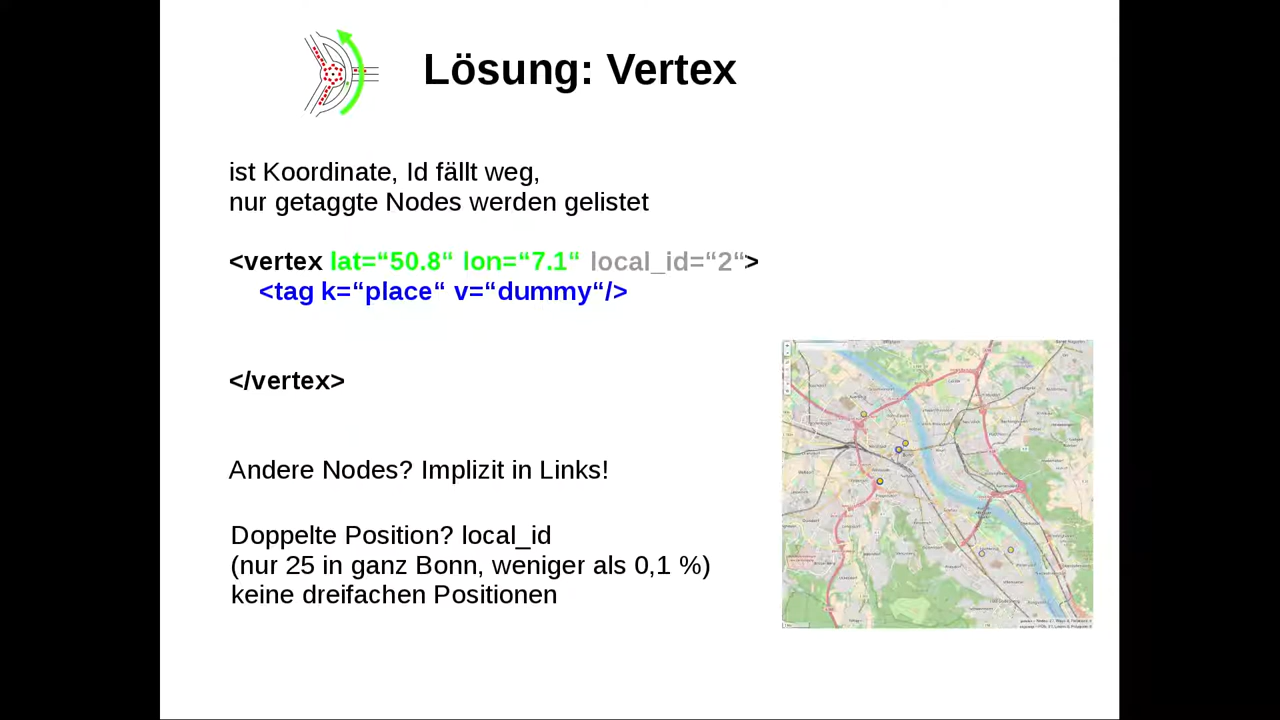 Lösung: Vertex
ist Koordinate, Id fällt weg,
nur getaggte Nodes werden gelistet
<vertex lat=“50.8“ lon=“7.1“ local_id=“2“>
<tag k=“place“ v=“dummy“/>
</vertex>
Andere Nodes? Implizit in Links!
Doppelte Position? local_id
(nur 25 in ganz Bonn, weniger als 0,1 %)
keine dreifachen Positionen